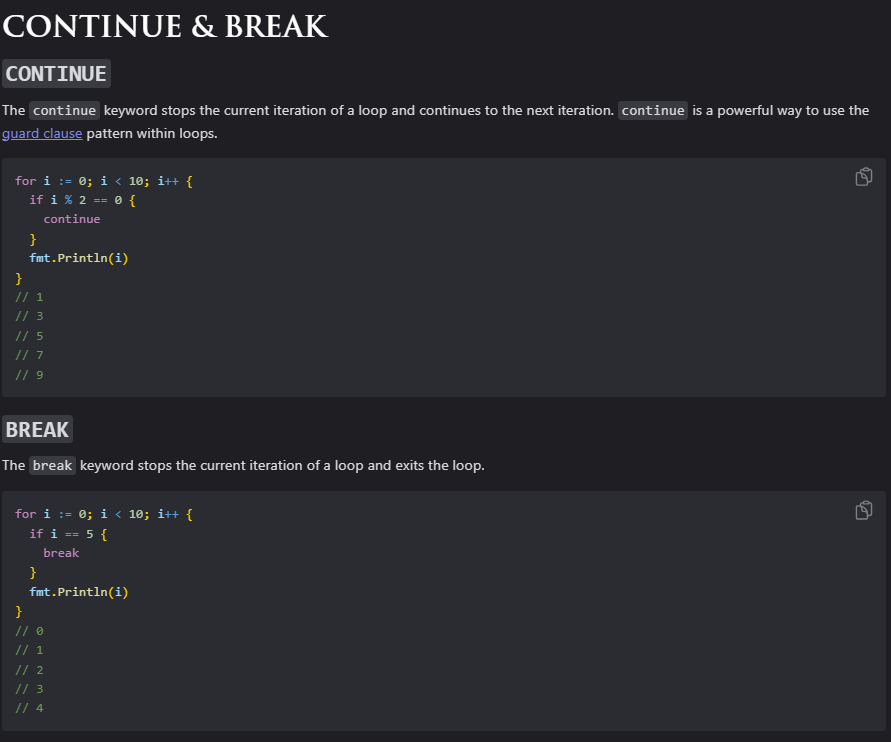 CONTINUE & BREAK
CONTINUE
The continue keyword stops the current iteration of a loop and continues to the next iteration. continue is a powerful way to use the
guard clause pattern within loops.
for i := 0; i < 10; i++ {
  if i % 2 == 0 {
    continue
  }
  fmt.Println(i)
}
// 1
// 3
// 5
// 7
// 9
BREAK
The break keyword stops the current iteration of a loop and exits the loop.
for i := 0; i < 10; i++ {
  if i == 5 {
    break
  }
  fmt.Println(i)
}
// 0
// 1
// 2
// 3
// 4